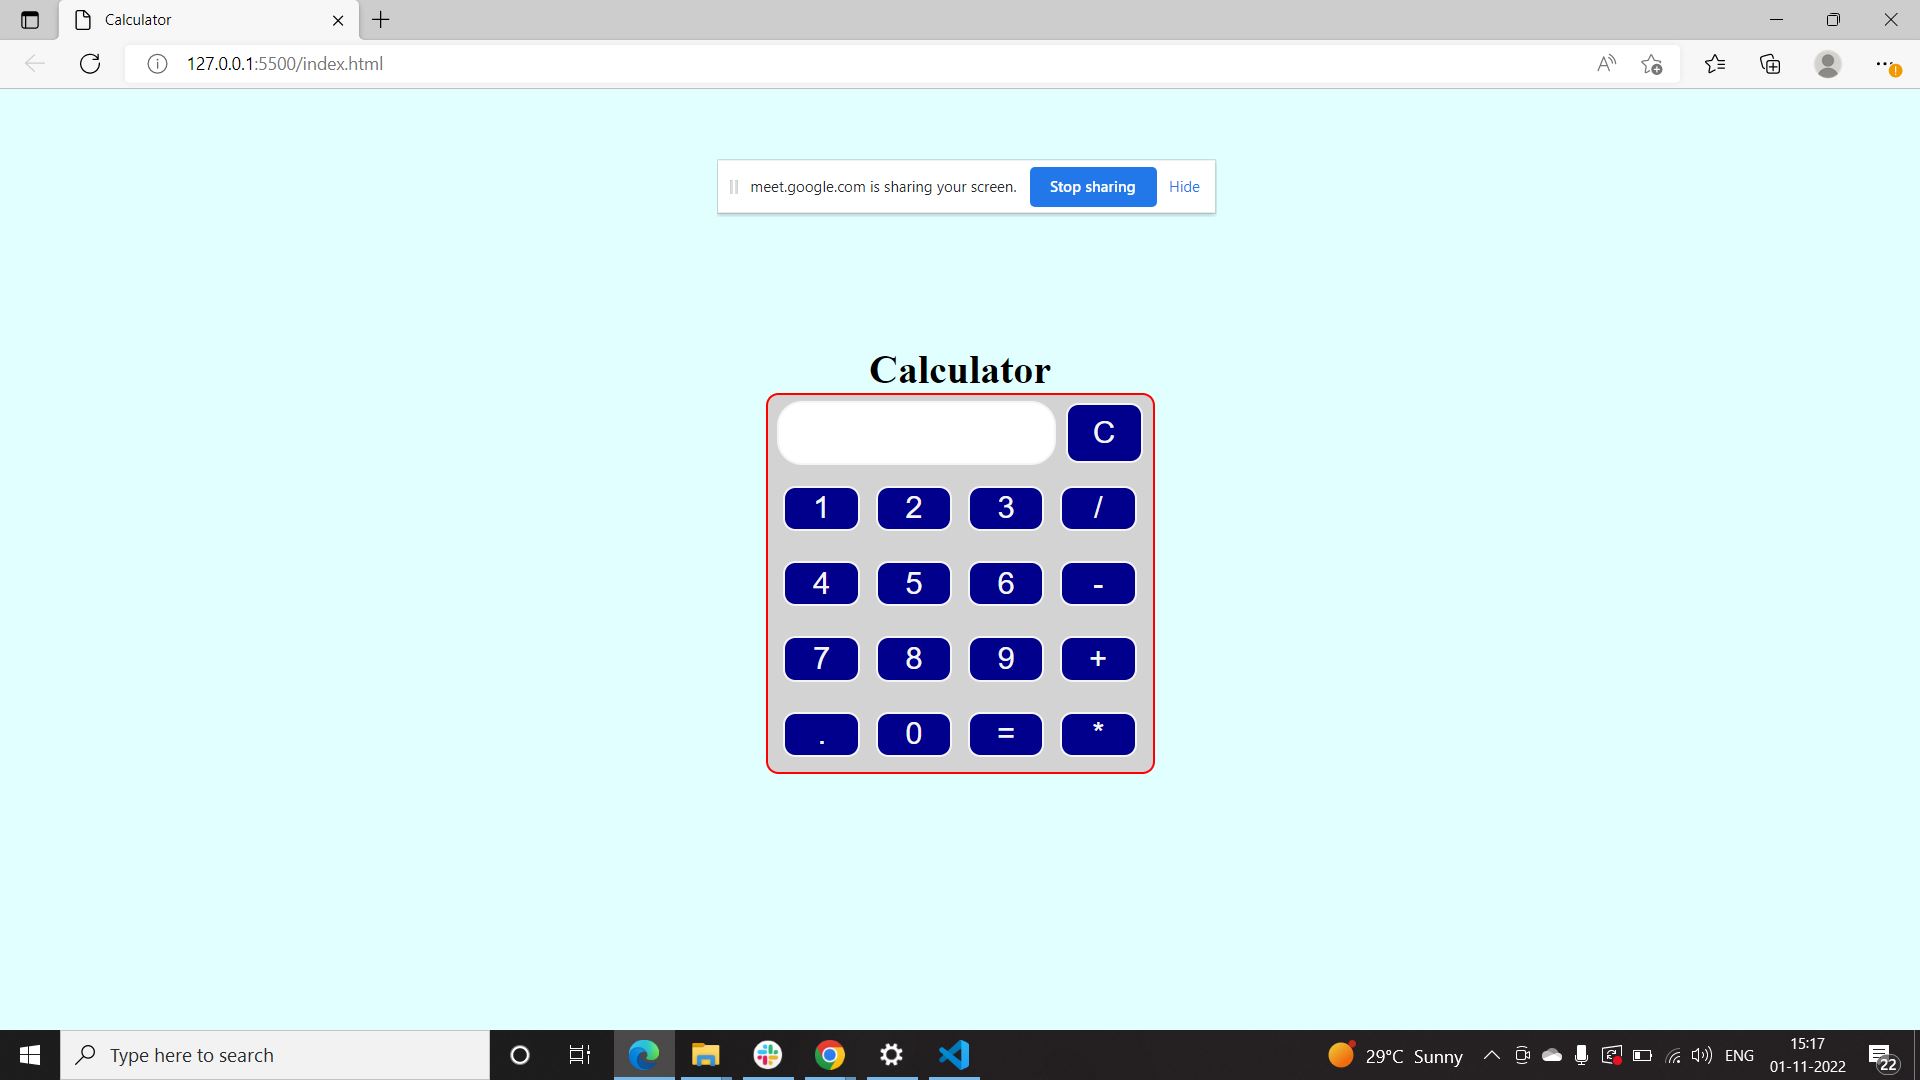 Calculator
127.0.0.1:5500/index.html
meet.google.com is sharing your screen. Stop sharing Hide
Calculator
C
1 2 3 /
4 5 6 -
7 8 9 +
. 0 = *
Type here to search
29°C Sunny
ENG
15:17
01-11-2022
22